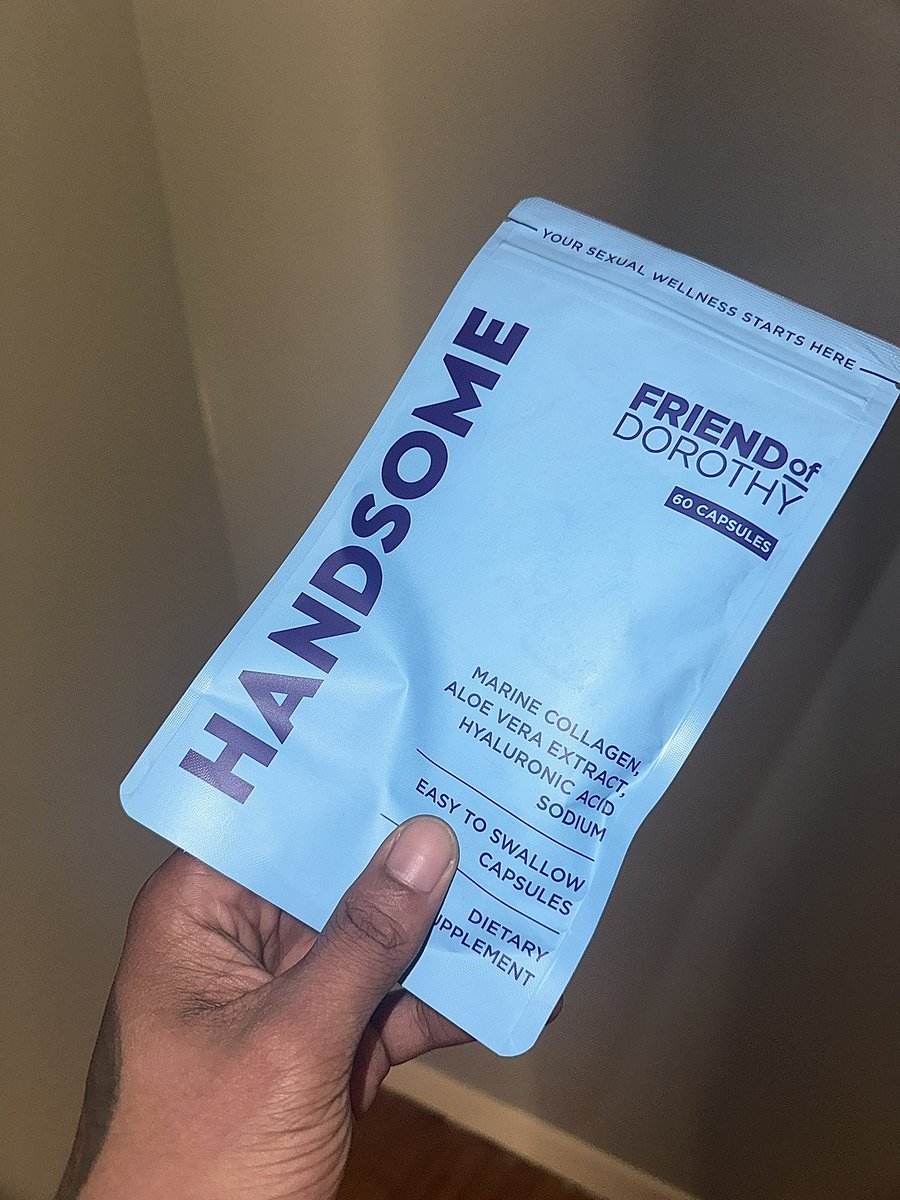 YOUR SEXUAL WELLNESS STARTS HERE
HANDSOME
FRIEND of
DOROTHY
60 CAPSULES
MARINE COLLAGEN,
ALOE VERA EXTRACT,
HYALURONIC ACID
SODIUM
EASY TO SWALLOW
CAPSULES
DIETARY
UPPLEMENT